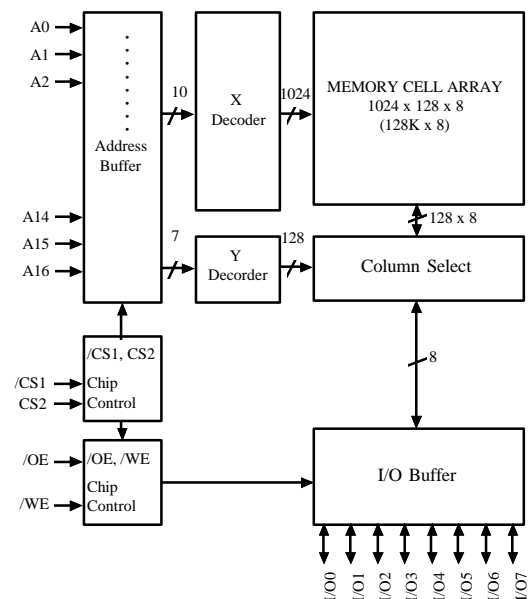 A0
A1
A2
A14
A15
A16
Address
Buffer
10
X
Decoder
1024
MEMORY CELL ARRAY
1024 x 128 x 8
(128K x 8)
128 x 8
7
Y
Decorder
128
Column Select
8
/CS1
CS2
/CS1, CS2
Chip
Control
/OE
/WE
/OE, /WE
Chip
Control
I/O Buffer
I/O0
I/O1
I/O2
I/O3
I/O4
I/O5
I/O6
I/O7